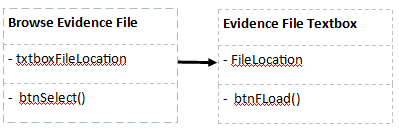 Browse Evidence File
- txtboxFileLocation
- btnSelect()
Evidence File Textbox
- FileLocation
- btnFLoad()